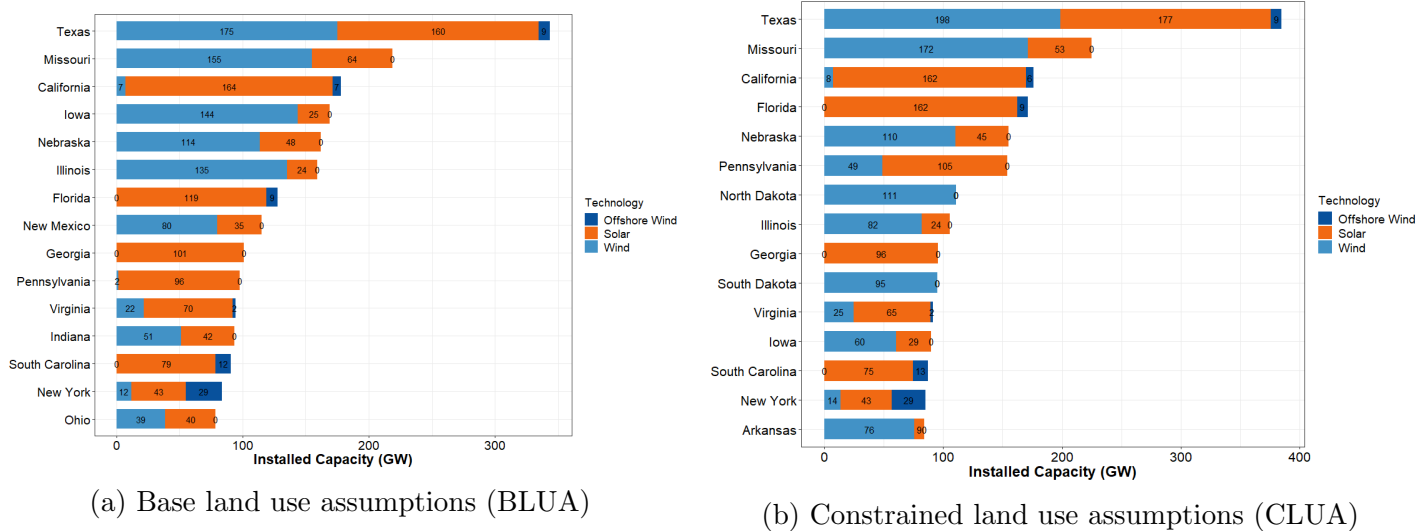 Texas 175 160 9
Missouri 155 64 0
California 7 164 7
Iowa 144 25 0
Nebraska 114 48 0
Illinois 135 24 0
Florida 0 119 9
New Mexico 80 35 0
Georgia 0 101 0
Pennsylvania 2 96 0
Virginia 22 70 2
Indiana 51 42 0
South Carolina 0 79 12
New York 12 43 29
Ohio 39 40 0
0 100 200 300
Installed Capacity (GW)
Technology
Offshore Wind
Solar
Wind
(a) Base land use assumptions (BLUA)
Texas 198 177 9
Missouri 172 53 0
California 8 162 6
Florida 0 162 9
Nebraska 110 45 0
Pennsylvania 49 105 0
North Dakota 111 0
Illinois 82 24 0
Georgia 0 96 0
South Dakota 95 0
Virginia 25 65 2
Iowa 60 29 0
South Carolina 0 75 13
New York 14 43 29
Arkansas 76 9 0
0 100 200 300 400
Installed Capacity (GW)
Technology
Offshore Wind
Solar
Wind
(b) Constrained land use assumptions (CLUA)